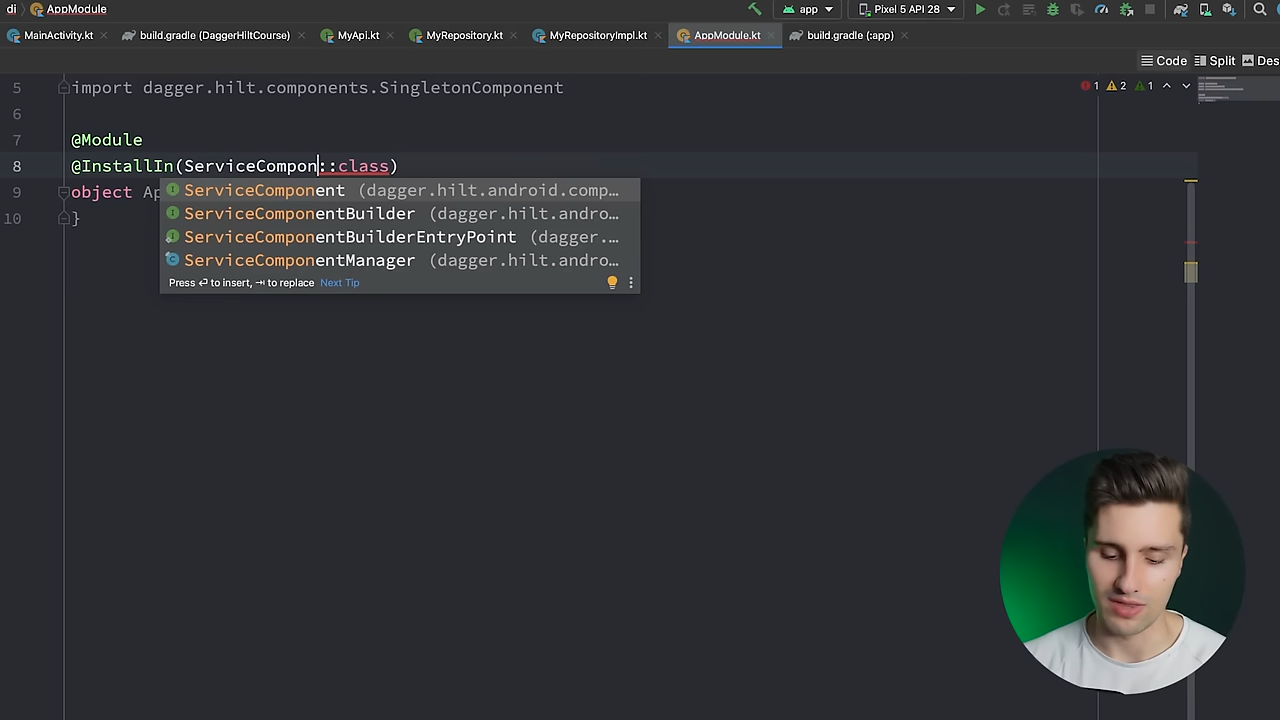 di AppModule app Pixel 5 API 28
MainActivity.kt build.gradle (DaggerHiltCourse) MyApi.kt MyRepository.kt MyRepositoryImpl.kt AppModule.kt build.gradle (:app)
Code Split Des
5 import dagger.hilt.components.SingletonComponent 1 2 1
6
7 @Module
8 @InstallIn(ServiceCompon::class)
9 object Ap
ServiceComponent (dagger.hilt.android.comp…
ServiceComponentBuilder (dagger.hilt.andro…
10 }
ServiceComponentBuilderEntryPoint (dagger.…
ServiceComponentManager (dagger.hilt.andro…
Press ⏎ to insert, ⇥ to replace Next Tip